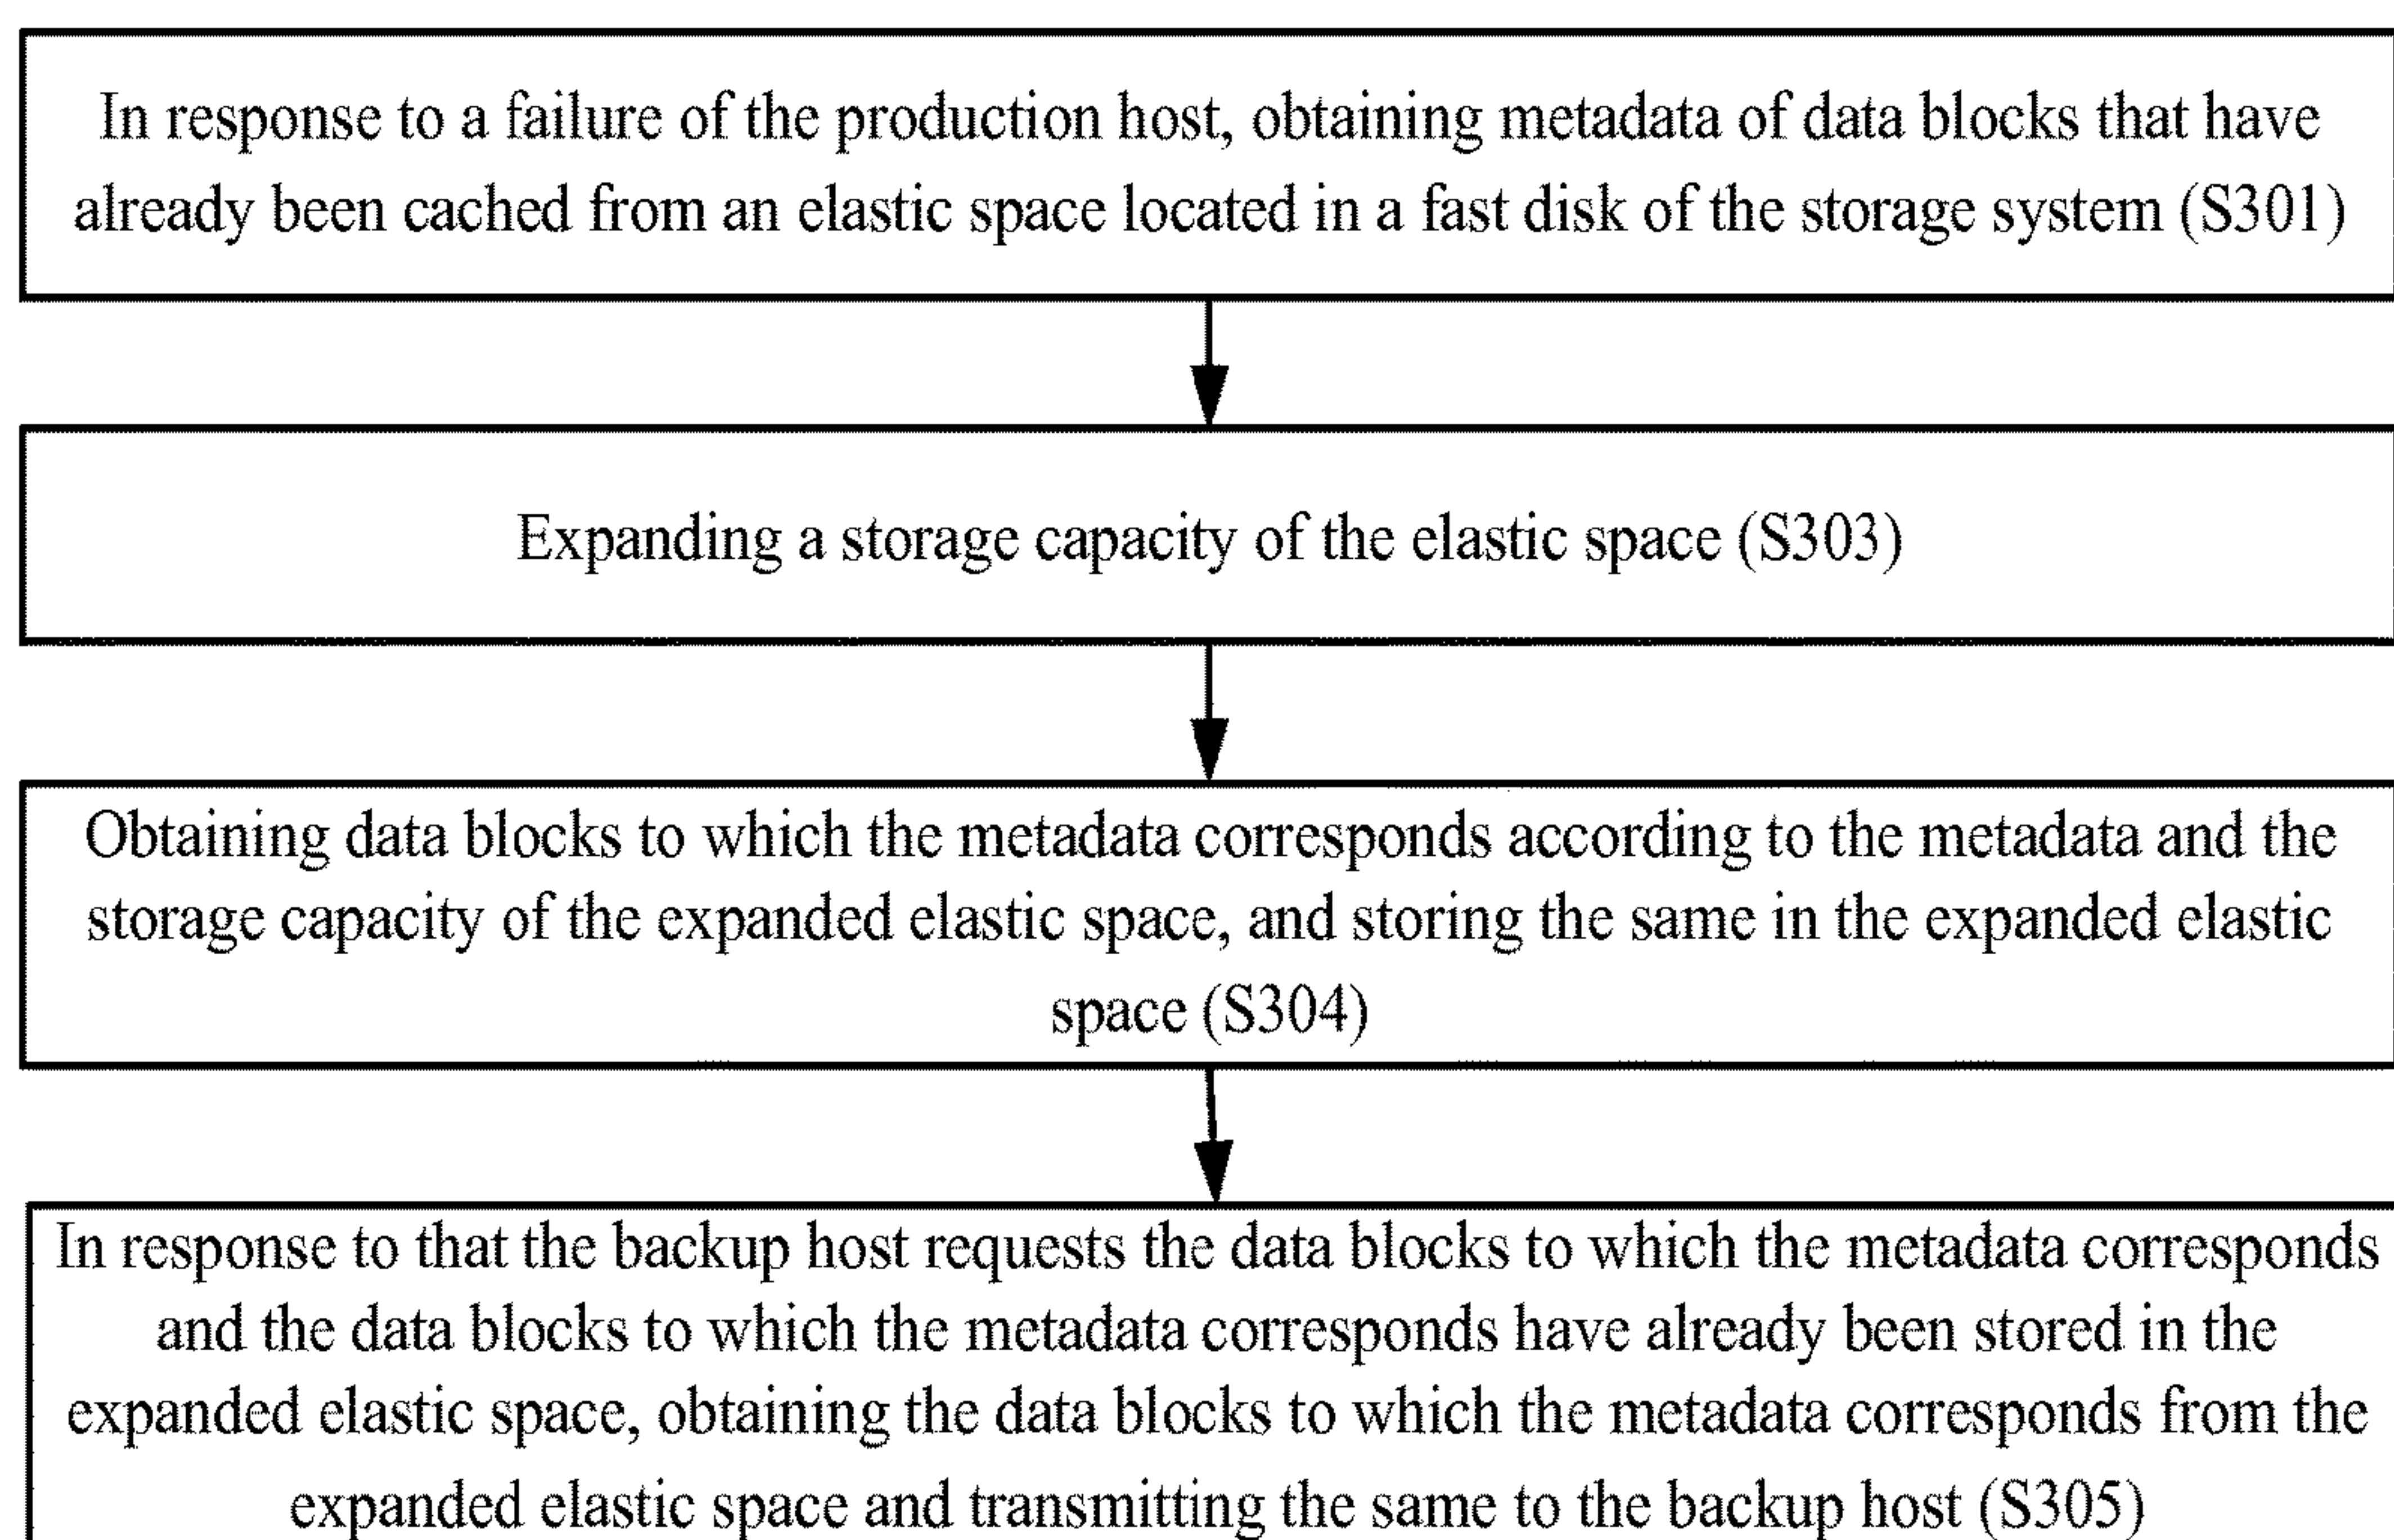 In response to a failure of the production host, obtaining metadata of data blocks that have
already been cached from an elastic space located in a fast disk of the storage system (S301)
Expanding a storage capacity of the elastic space (S303)
Obtaining data blocks to which the metadata corresponds according to the metadata and the
storage capacity of the expanded elastic space, and storing the same in the expanded elastic
space (S304)
In response to that the backup host requests the data blocks to which the metadata corresponds
and the data blocks to which the metadata corresponds have already been stored in the
expanded elastic space, obtaining the data blocks to which the metadata corresponds from the
expanded elastic space and transmitting the same to the backup host (S305)